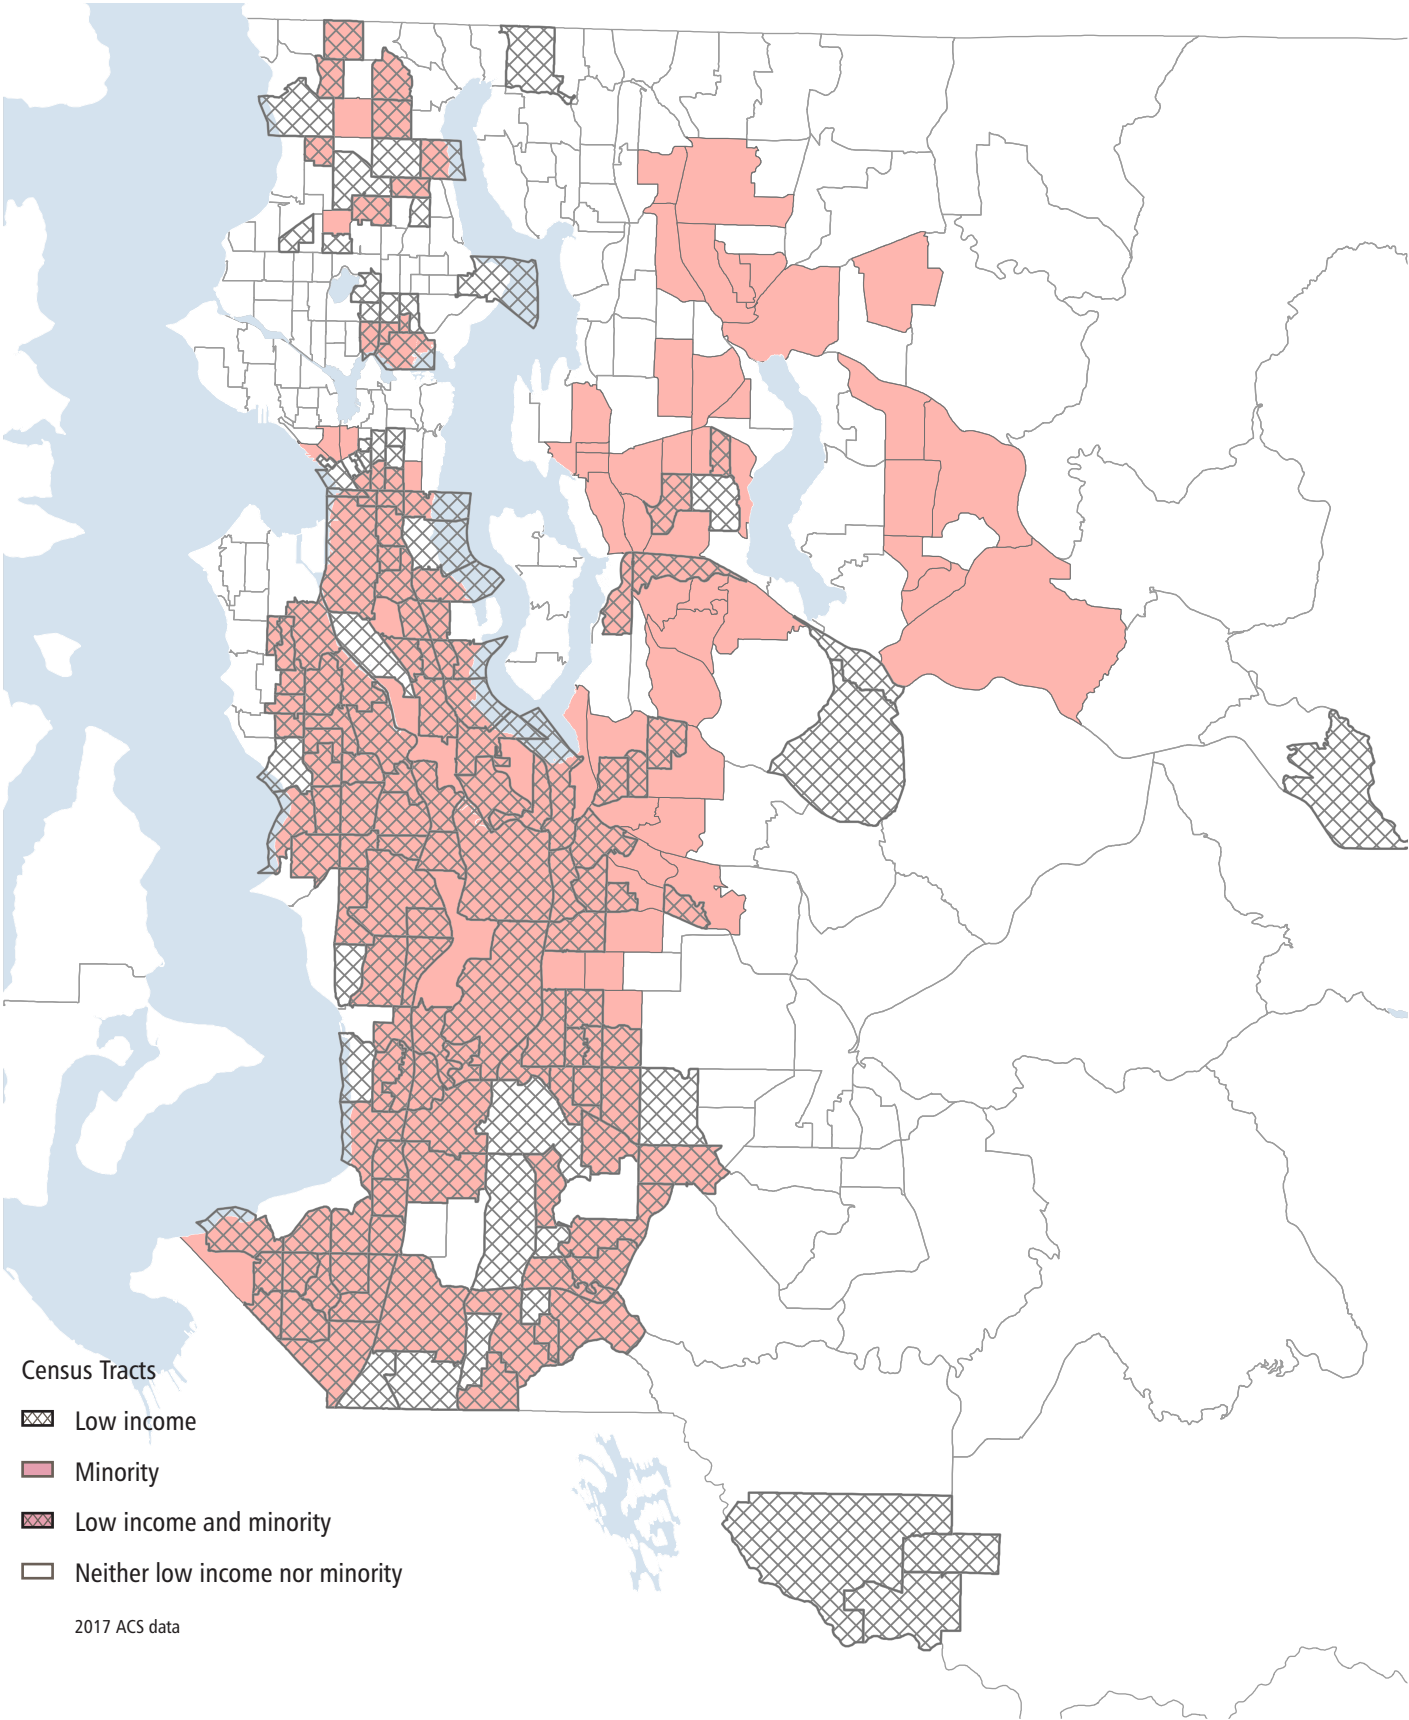 Census Tracts
Low income
Minority
Low income and minority
Neither low income nor minority
2017 ACS data